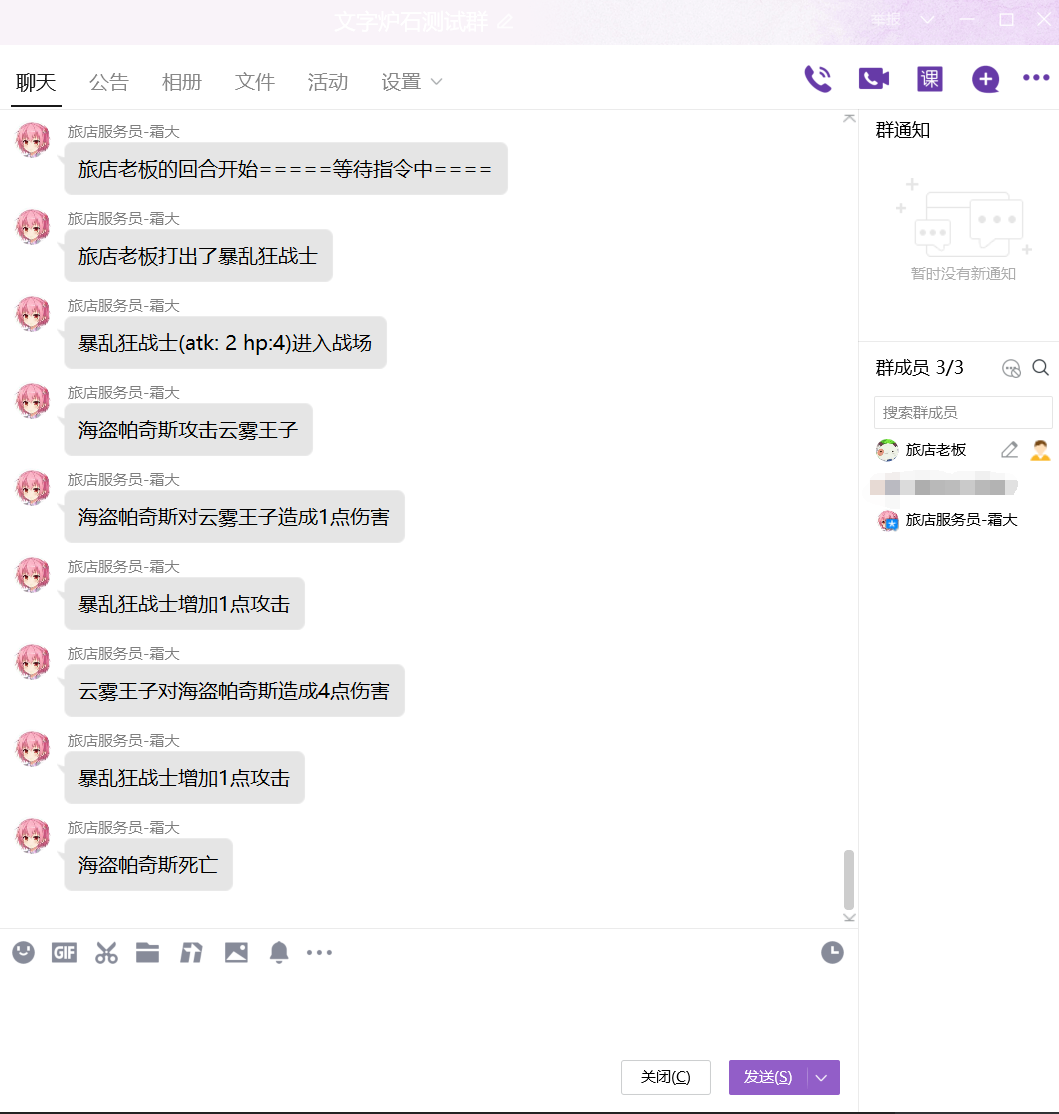 文字炉石测试群
举报
聊天 公告 相册 文件 活动 设置
课
旅店服务员-霜大
旅店老板的回合开始=====等待指令中====
旅店服务员-霜大
旅店老板打出了暴乱狂战士
旅店服务员-霜大
暴乱狂战士(atk: 2 hp:4)进入战场
旅店服务员-霜大
海盗帕奇斯攻击云雾王子
旅店服务员-霜大
海盗帕奇斯对云雾王子造成1点伤害
旅店服务员-霜大
暴乱狂战士增加1点攻击
旅店服务员-霜大
云雾王子对海盗帕奇斯造成4点伤害
旅店服务员-霜大
暴乱狂战士增加1点攻击
旅店服务员-霜大
海盗帕奇斯死亡
GIF
关闭(C) 发送(S)
群通知
暂时没有新通知
群成员 3/3
搜索群成员
旅店老板
旅店服务员-霜大